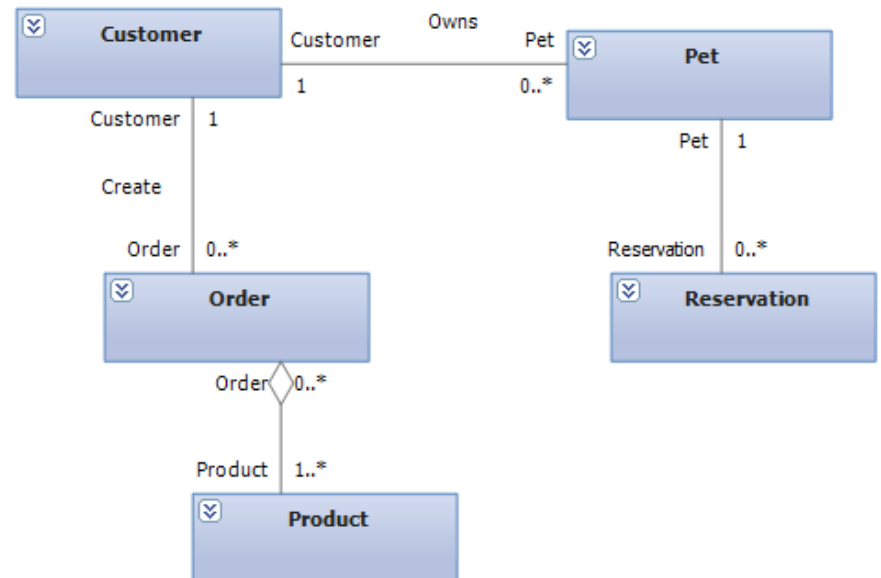 Customer
Customer
Owns
Pet
Pet
1
0..*
Customer
1
Pet
1
Create
Order
0..*
Reservation
0..*
Order
Reservation
Order
0..*
Product
1..*
Product